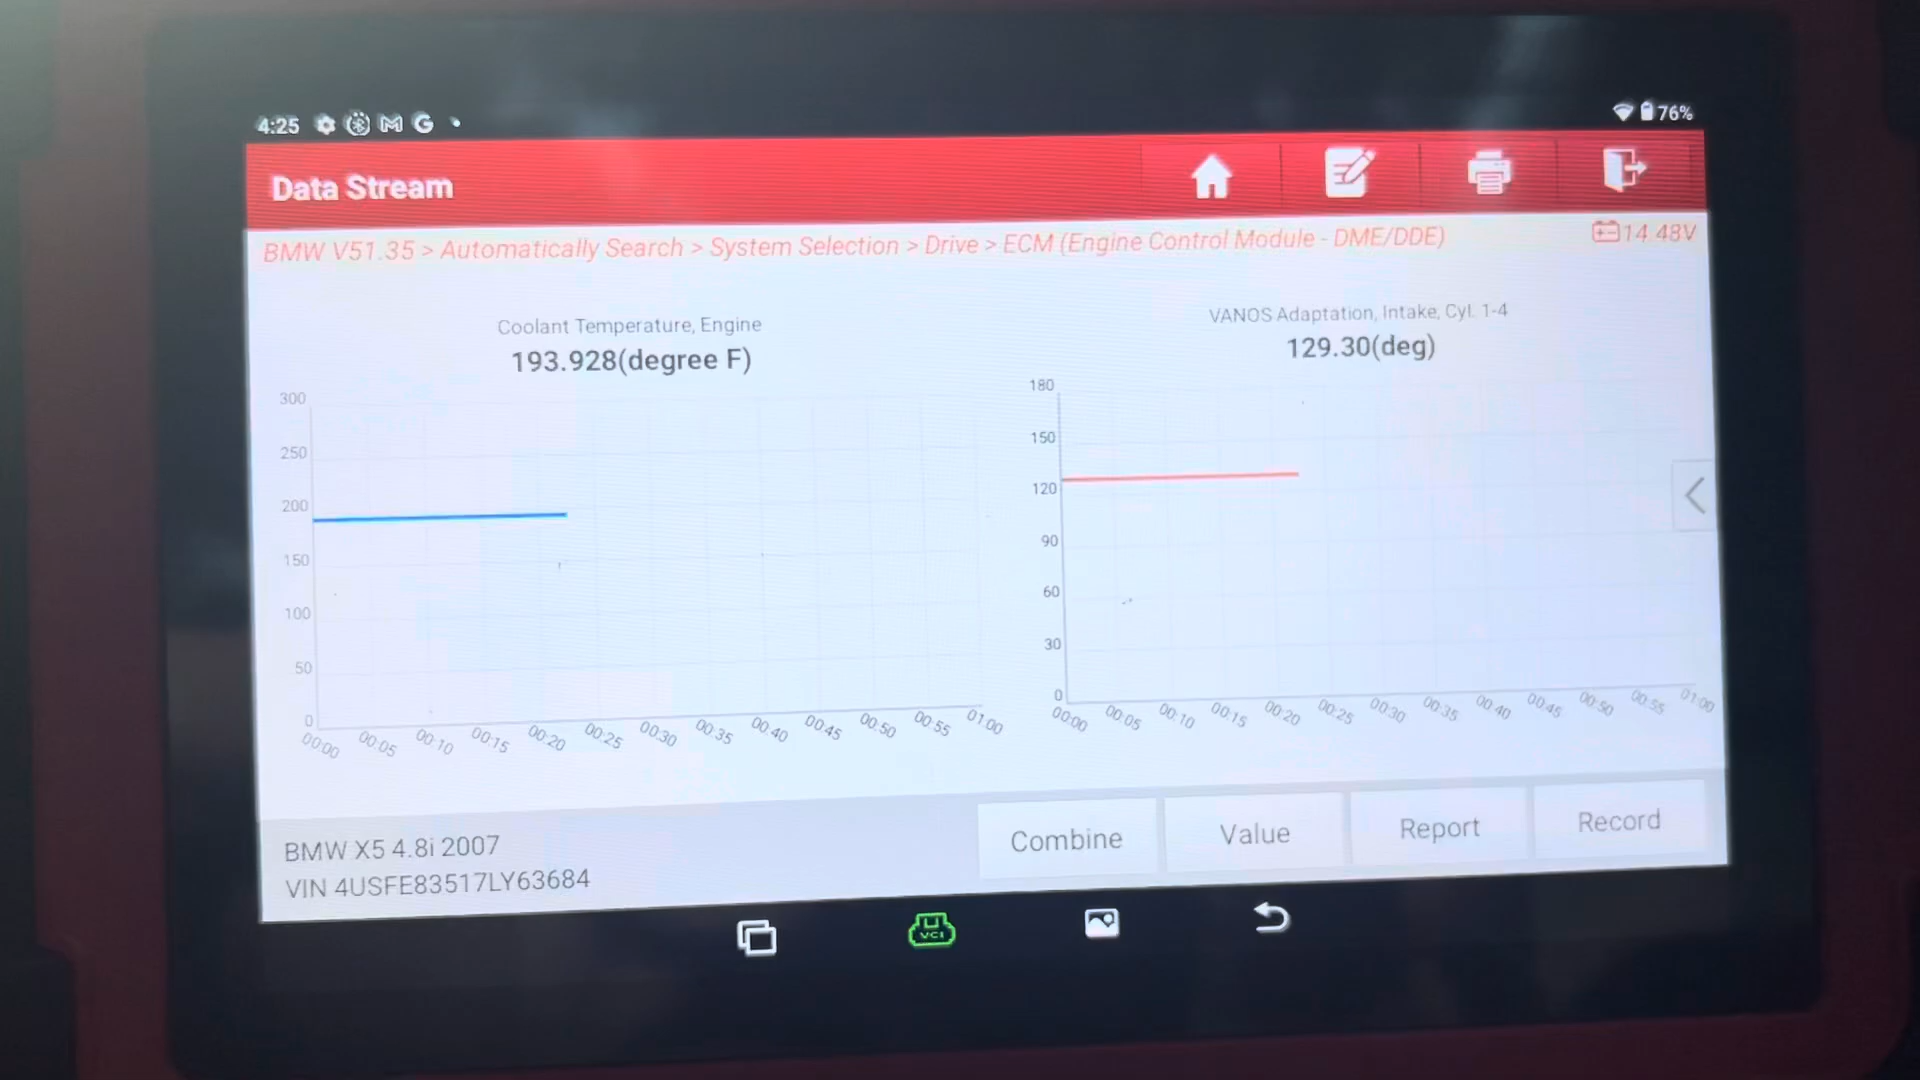 4:25
76%
Data Stream
BMW V51.35 > Automatically Search > System Selection > Drive > ECM (Engine Control Module - DME/DDE)
14.48V
Coolant Temperature, Engine
193.928(degree F)
300
250
200
150
100
50
0
00:00 00:05 00:10 00:15 00:20 00:25 00:30 00:35 00:40 00:45 00:50 00:55 01:00
VANOS Adaptation, Intake, Cyl. 1-4
129.30(deg)
180
150
120
90
60
30
0
00:00 00:05 00:10 00:15 00:20 00:25 00:30 00:35 00:40 00:45 00:50 00:55 01:00
BMW X5 4.8i 2007
VIN 4USFE83517LY63684
Combine
Value
Report
Record
VCI